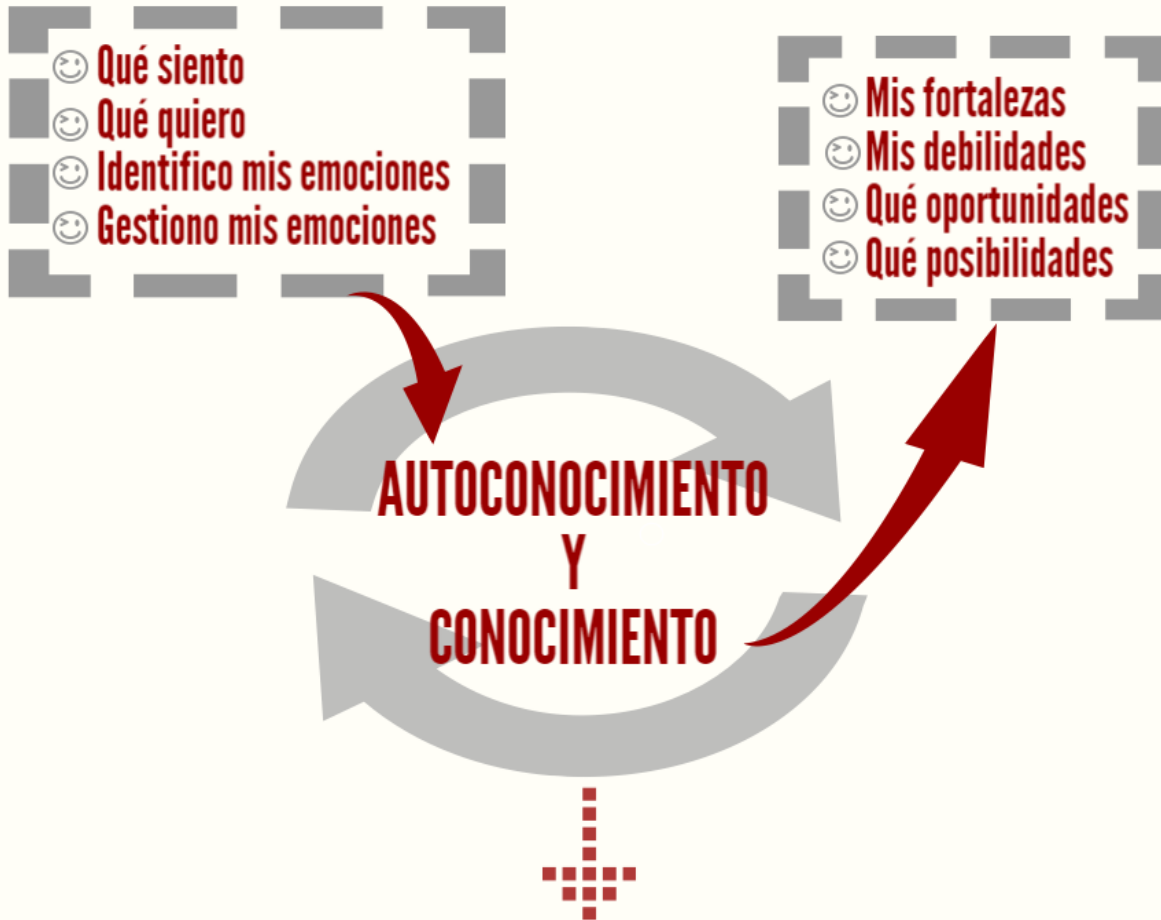 Qué siento
Qué quiero
Identifico mis emociones
Gestiono mis emociones
Mis fortalezas
Mis debilidades
Qué oportunidades
Qué posibilidades
AUTOCONOCIMIENTO
Y
CONOCIMIENTO